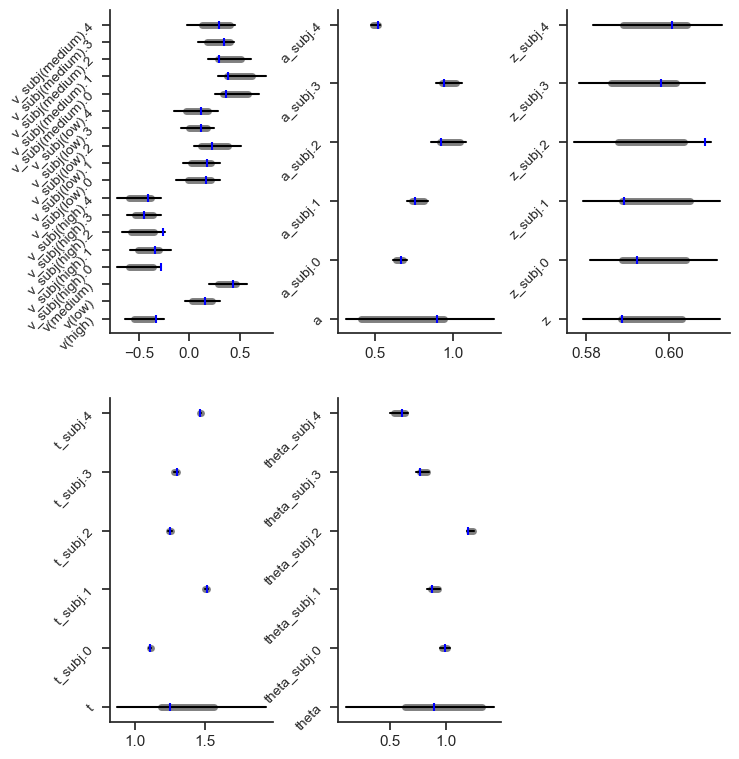 v_subj(medium).4
v_subj(medium).3
v_subj(medium).2
v_subj(medium).1
v_subj(medium).0
v_subj(low).4
v_subj(low).3
v_subj(low).2
v_subj(low).1
v_subj(low).0
v_subj(high).4
v_subj(high).3
v_subj(high).2
v_subj(high).1
v_subj(high).0
v(medium)
v(low)
v(high)
−0.5 0.0 0.5
a_subj.4
a_subj.3
a_subj.2
a_subj.1
a_subj.0
a
0.5 1.0
z_subj.4
z_subj.3
z_subj.2
z_subj.1
z_subj.0
z
0.58 0.60
t_subj.4
t_subj.3
t_subj.2
t_subj.1
t_subj.0
t
1.0 1.5
theta_subj.4
theta_subj.3
theta_subj.2
theta_subj.1
theta_subj.0
theta
0.5 1.0